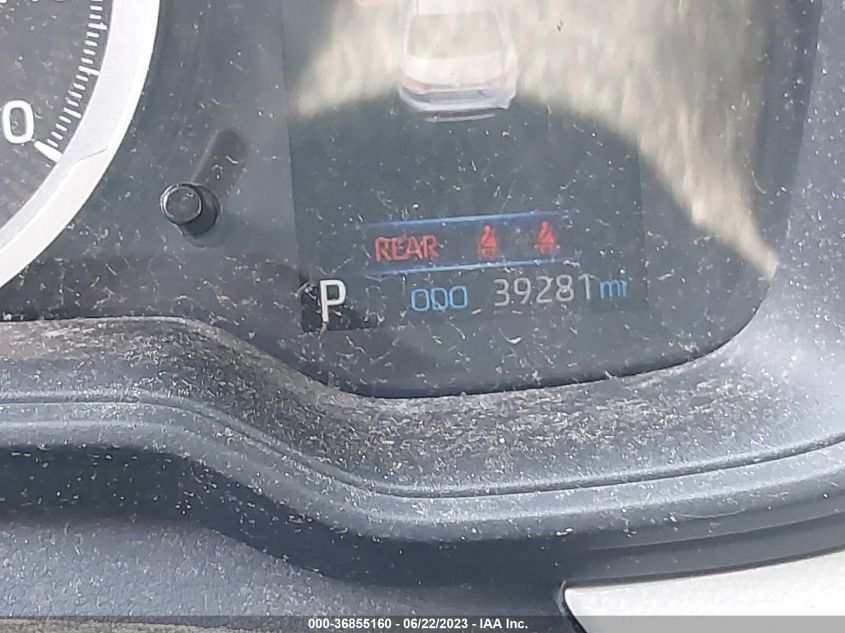 0
REAR
P ODO 39281 mi
000-36855160 - 06/22/2023 - IAA Inc.